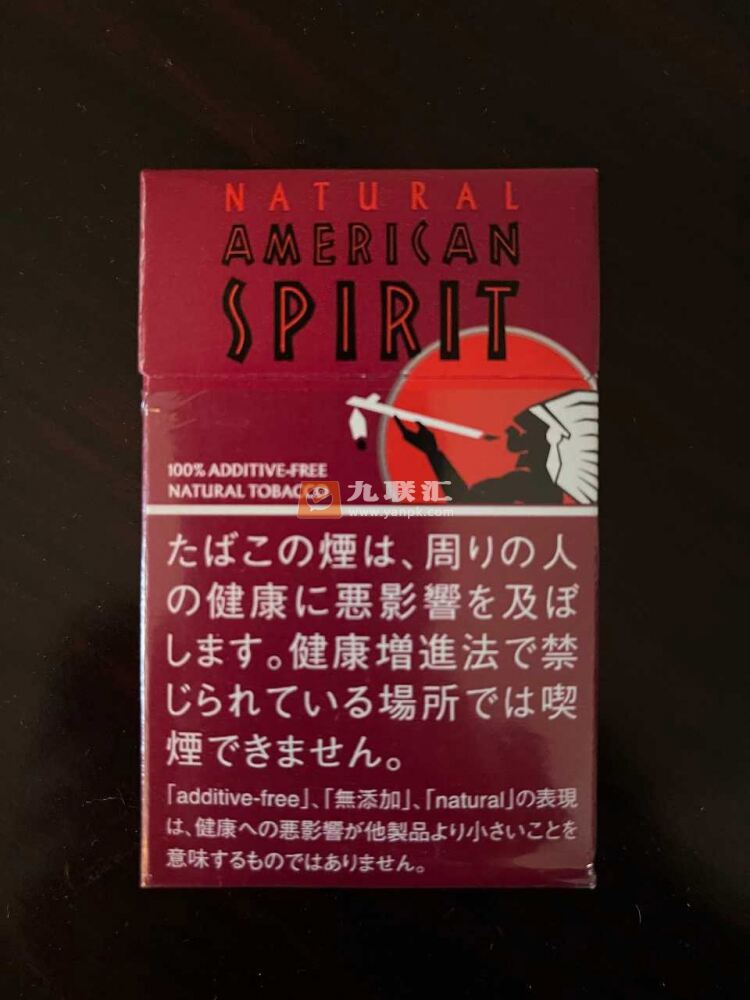 NATURAL
AMERICAN
SPIRIT
100% ADDITIVE-FREE
NATURAL TOBACCO
九联汇
www.yanpk.com
たばこの煙は、周りの人
の健康に悪影響を及ぼ
します。健康増進法で禁
じられている場所では喫
煙できません。
「additive-free」、「無添加」、「natural」の表現
は、健康への悪影響が他製品より小さいことを
意味するものではありません。